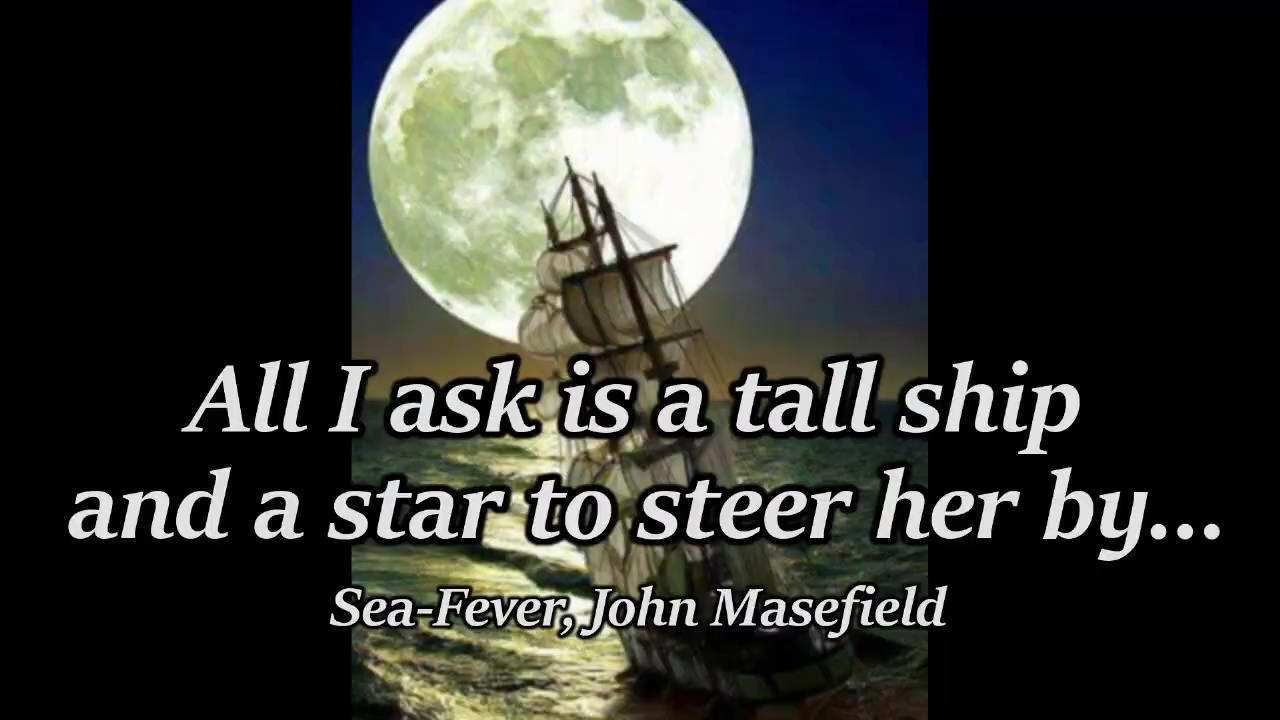 All I ask is a tall ship
and a star to steer her by...
Sea-Fever, John Masefield